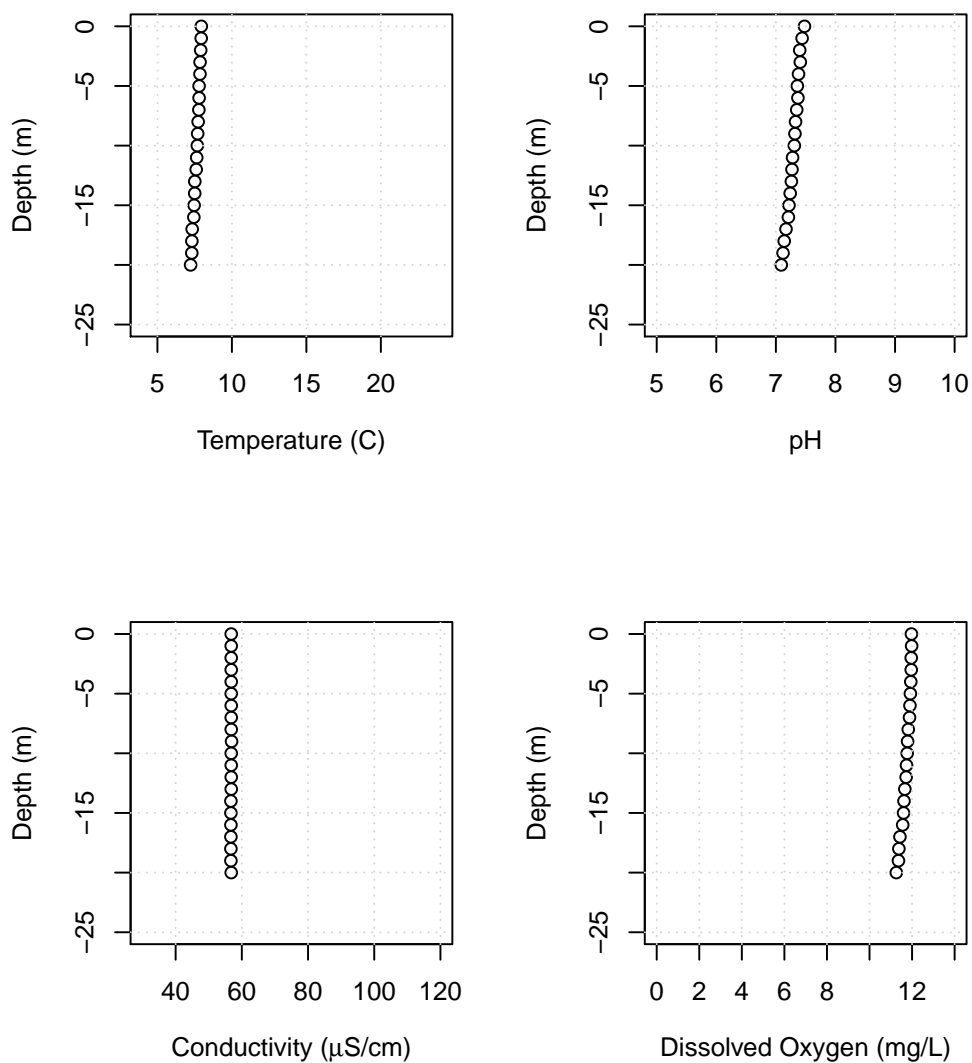 0
−5
−15
−25
Depth (m)
5 10 15 20
Temperature (C)
0
−5
−15
−25
Depth (m)
5 6 7 8 9 10
pH
0
−5
−15
−25
Depth (m)
40 60 80 100 120
Conductivity (μS/cm)
0
−5
−15
−25
Depth (m)
0 2 4 6 8 12
Dissolved Oxygen (mg/L)